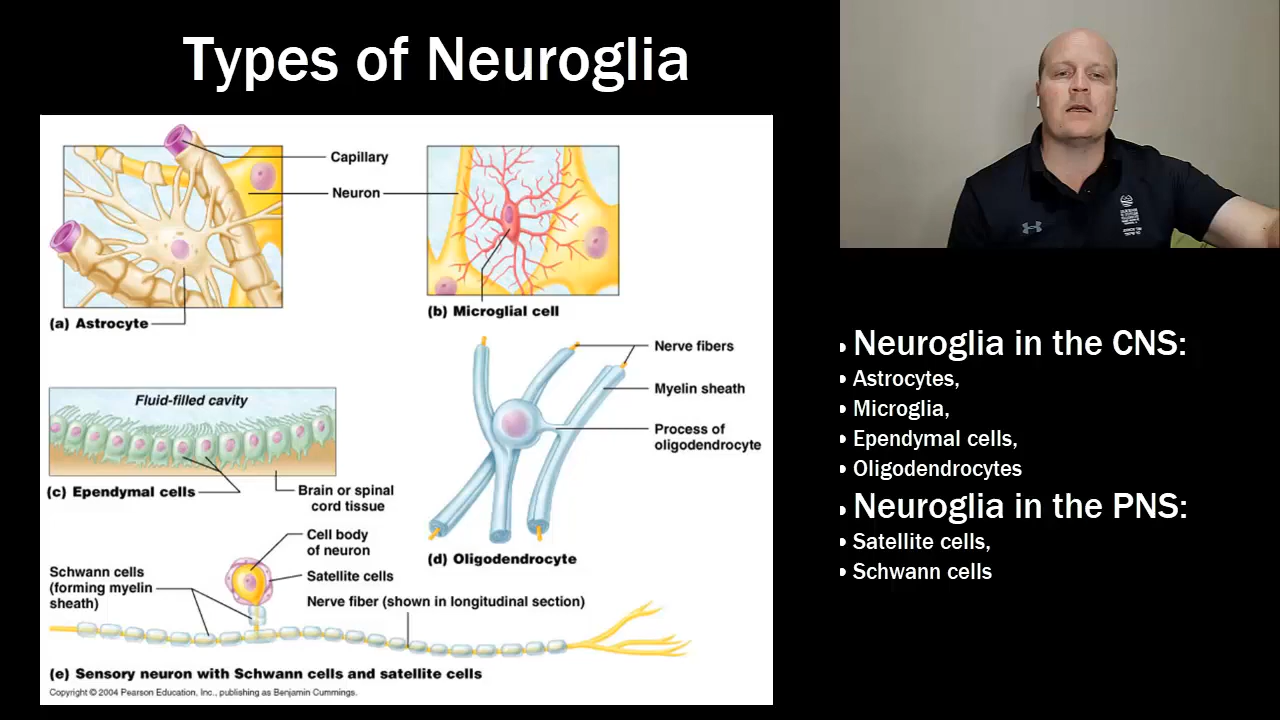 Types of Neuroglia
Capillary
Neuron
(a) Astrocyte
(b) Microglial cell
Fluid-filled cavity
(c) Ependymal cells
Brain or spinal
cord tissue
Nerve fibers
Myelin sheath
Process of
oligodendrocyte
(d) Oligodendrocyte
Cell body
of neuron
Satellite cells
Schwann cells
(forming myelin
sheath)
Nerve fiber (shown in longitudinal section)
(e) Sensory neuron with Schwann cells and satellite cells
Copyright © 2004 Pearson Education, Inc., publishing as Benjamin Cummings.
• Neuroglia in the CNS:
• Astrocytes,
• Microglia,
• Ependymal cells,
• Oligodendrocytes
• Neuroglia in the PNS:
• Satellite cells,
• Schwann cells